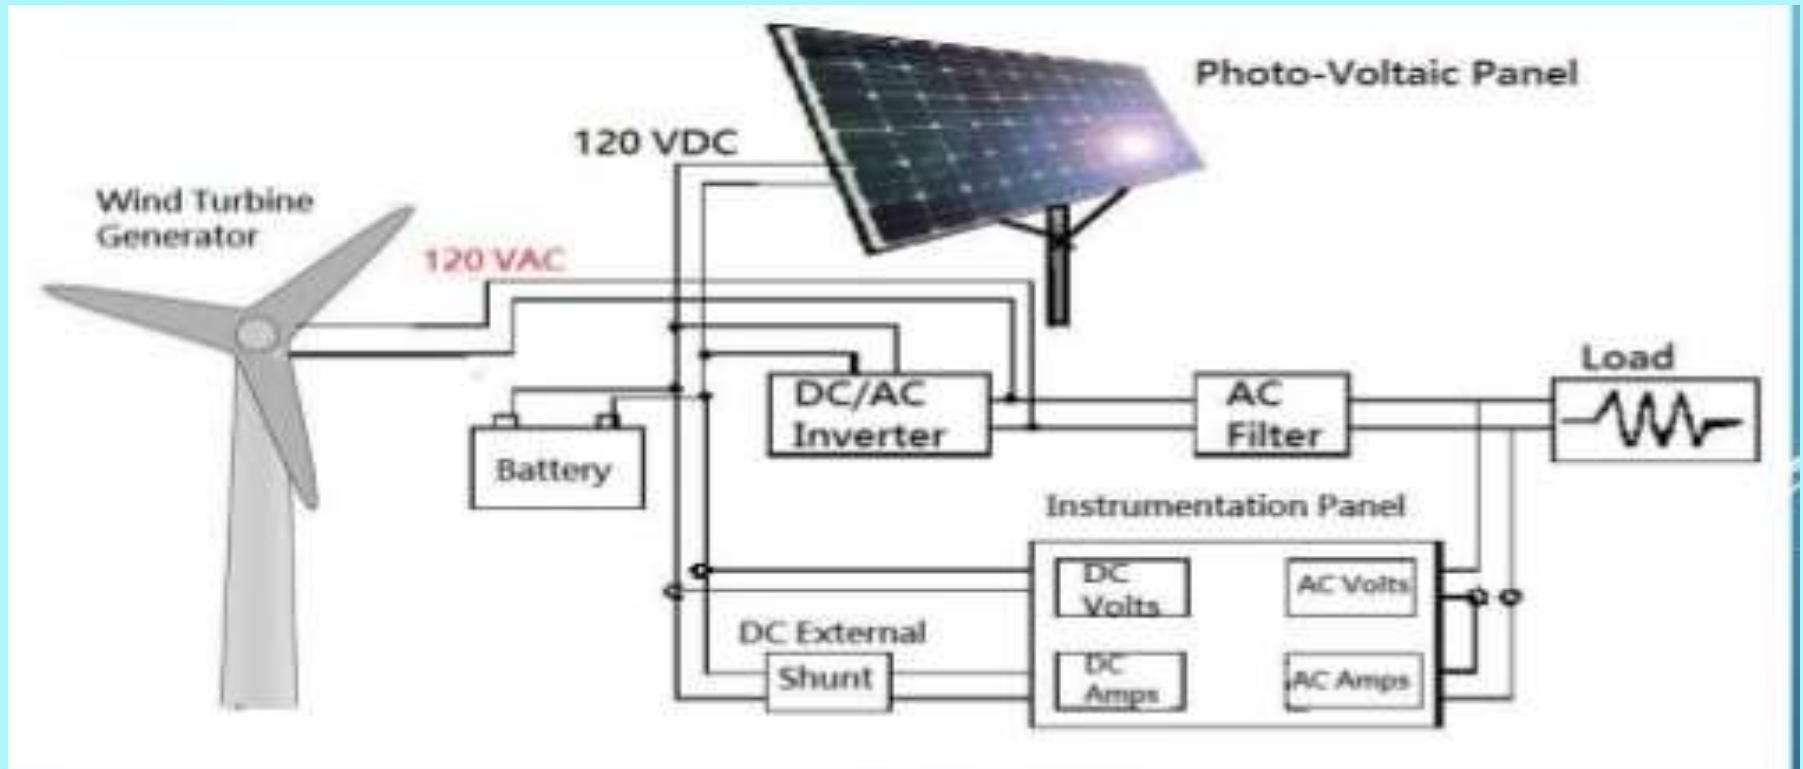 Photo-Voltaic Panel
120 VDC
Wind Turbine
Generator
120 VAC
Load
DC/AC
Inverter
AC
Filter
Battery
Instrumentation Panel
DC
Volts
AC Volts
DC External
Shunt
DC
Amps
AC Amps